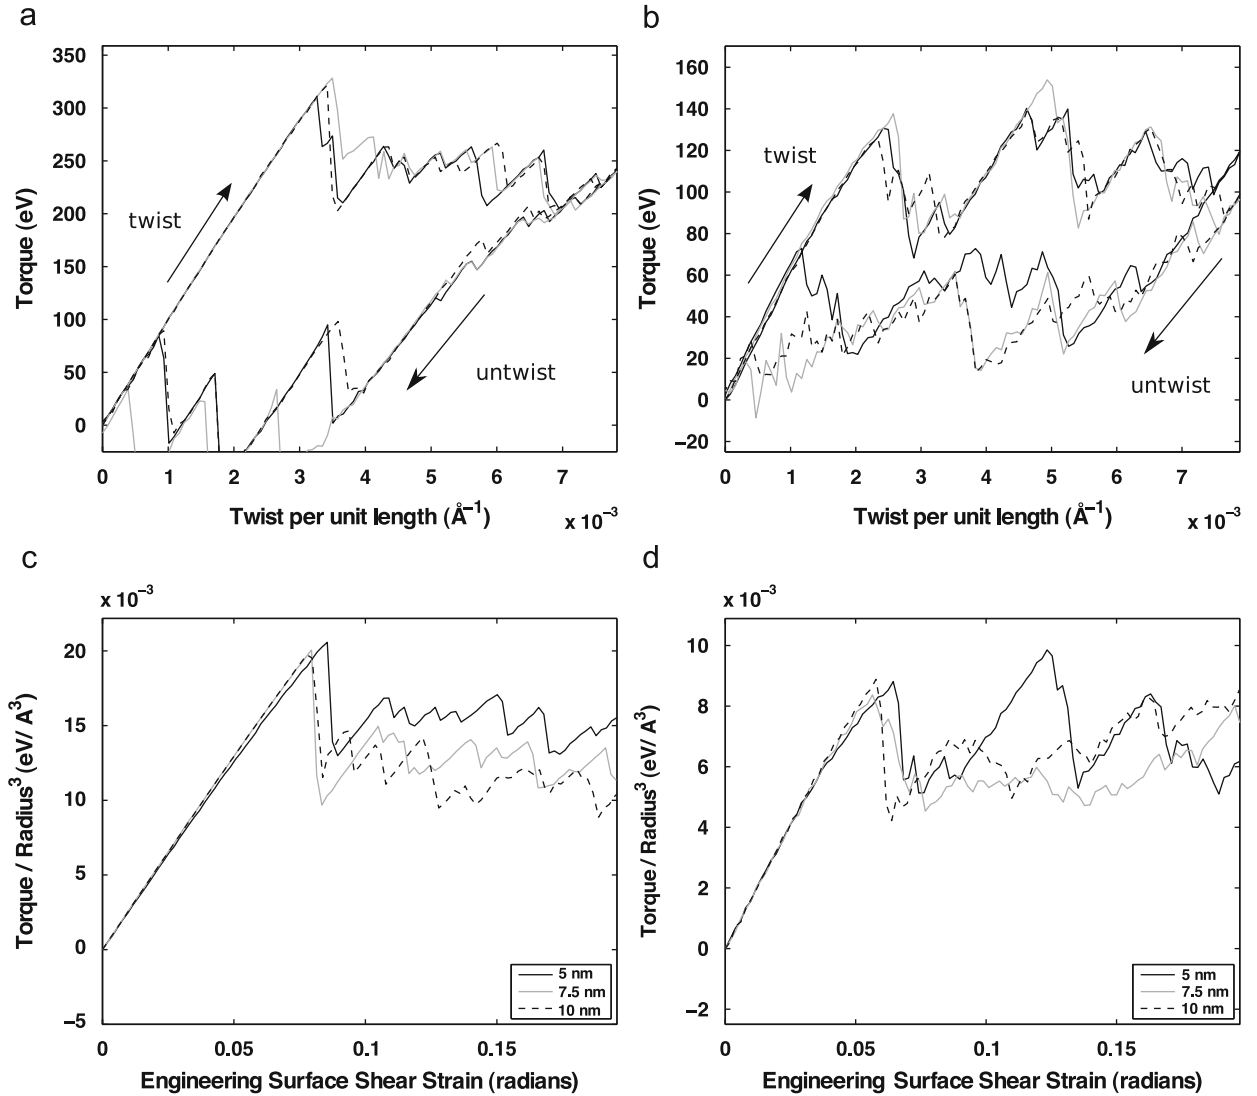 a
350
300
250
200
150
100
50
0
Torque (eV)
twist
untwist
0 1 2 3 4 5 6 7
Twist per unit length (Å⁻¹) x 10⁻³
b
160
140
120
100
80
60
40
20
0
−20
Torque (eV)
twist
untwist
0 1 2 3 4 5 6 7
Twist per unit length (Å⁻¹) x 10⁻³
c
x 10⁻³
20
15
10
5
0
−5
Torque / Radius³ (eV/ A³)
5 nm
7.5 nm
10 nm
0 0.05 0.1 0.15
Engineering Surface Shear Strain (radians)
d
x 10⁻³
10
8
6
4
2
0
−2
Torque / Radius³ (eV/ A³)
5 nm
7.5 nm
10 nm
0 0.05 0.1 0.15
Engineering Surface Shear Strain (radians)